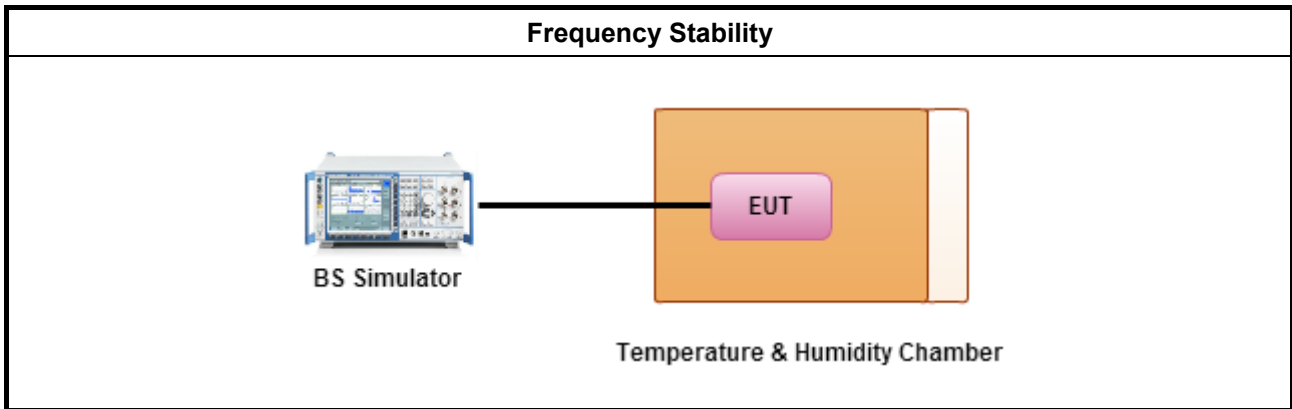 Frequency Stability
EUT
BS Simulator
Temperature & Humidity Chamber